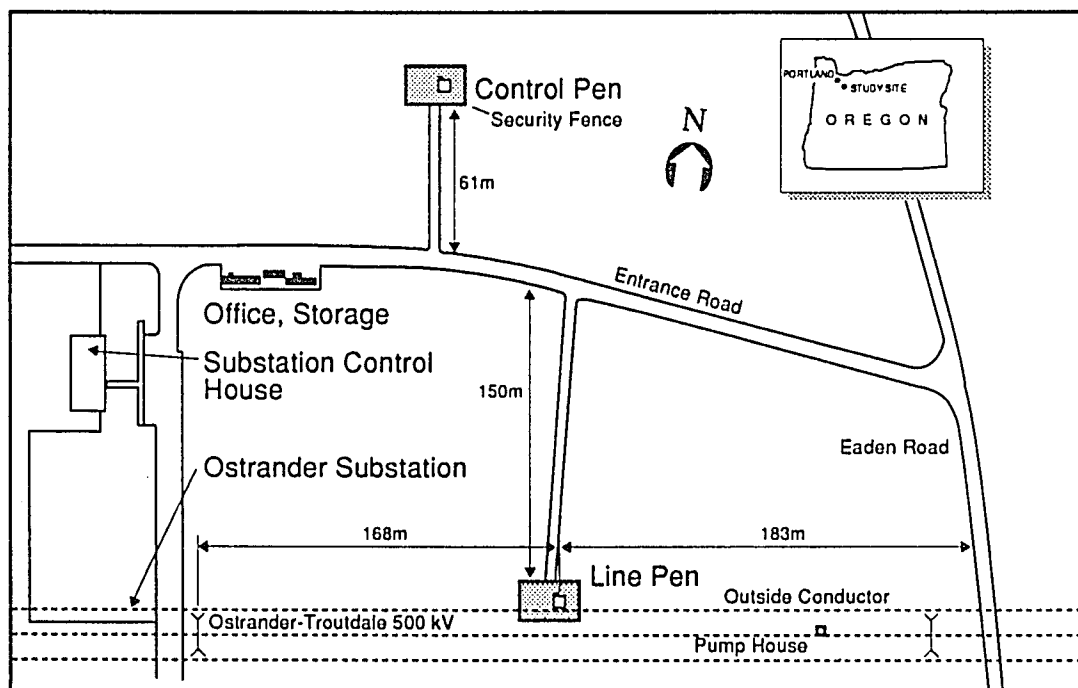 Control Pen
Security Fence
N
PORTLAND
STUDY SITE
OREGON
61m
Entrance Road
Office, Storage
Substation Control
House
150m
Eaden Road
Ostrander Substation
168m
183m
Line Pen
Outside Conductor
Ostrander-Troutdale 500 kV
Pump House